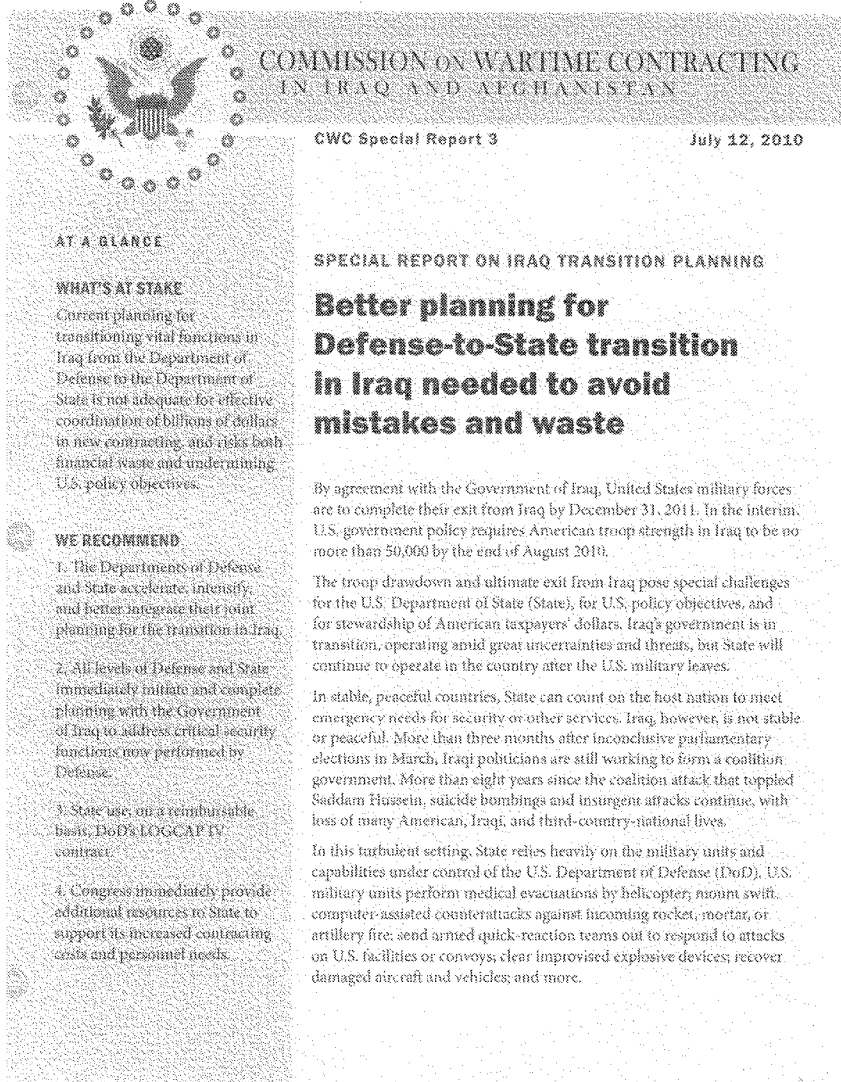 COMMISSION ON WARTIME CONTRACTING
IN IRAQ AND AFGHANISTAN
CWC Special Report 3
July 12, 2010
AT A GLANCE
WHAT'S AT STAKE
Current planning for
transitioning vital functions in
Iraq from the Department of
Defense to the Department of
State is not adequate for effective
coordination of billions of dollars
in new contracting, and risks both
financial waste and undermining
U.S. policy objectives.
WE RECOMMEND
1. The Departments of Defense
and State accelerate, intensify,
and better integrate their joint
planning for the transition in Iraq.
2. All levels of Defense and State
immediately initiate and complete
planning with the Government
of Iraq to address critical security
functions now performed by
Defense.
3. State use, on a reimbursable
basis, DoD's LOGCAP IV
contract.
4. Congress immediately provide
additional resources to State to
support its increased contracting
costs and personnel needs.
SPECIAL REPORT ON IRAQ TRANSITION PLANNING
Better planning for
Defense-to-State transition
in Iraq needed to avoid
mistakes and waste
By agreement with the Government of Iraq, United States military forces
are to complete their exit from Iraq by December 31, 2011. In the interim,
U.S. government policy requires American troop strength in Iraq to be no
more than 50,000 by the end of August 2010.
The troop drawdown and ultimate exit from Iraq pose special challenges
for the U.S. Department of State (State), for U.S. policy objectives, and
for stewardship of American taxpayers' dollars. Iraq's government is in
transition, operating amid great uncertainties and threats, but State will
continue to operate in the country after the U.S. military leaves.
In stable, peaceful countries, State can count on the host nation to meet
emergency needs for security or other services. Iraq, however, is not stable
or peaceful. More than three months after inconclusive parliamentary
elections in March, Iraqi politicians are still working to form a coalition
government. More than eight years since the coalition attack that toppled
Saddam Hussein, suicide bombings and insurgent attacks continue, with
loss of many American, Iraqi, and third-country-national lives.
In this turbulent setting, State relies heavily on the military units and
capabilities under control of the U.S. Department of Defense (DoD). U.S.
military units perform medical evacuations by helicopter; mount swift,
computer-assisted counterattacks against incoming rocket, mortar, or
artillery fire; send armed quick-reaction teams out to respond to attacks
on U.S. facilities or convoys; clear improvised explosive devices; recover
damaged aircraft and vehicles; and more.